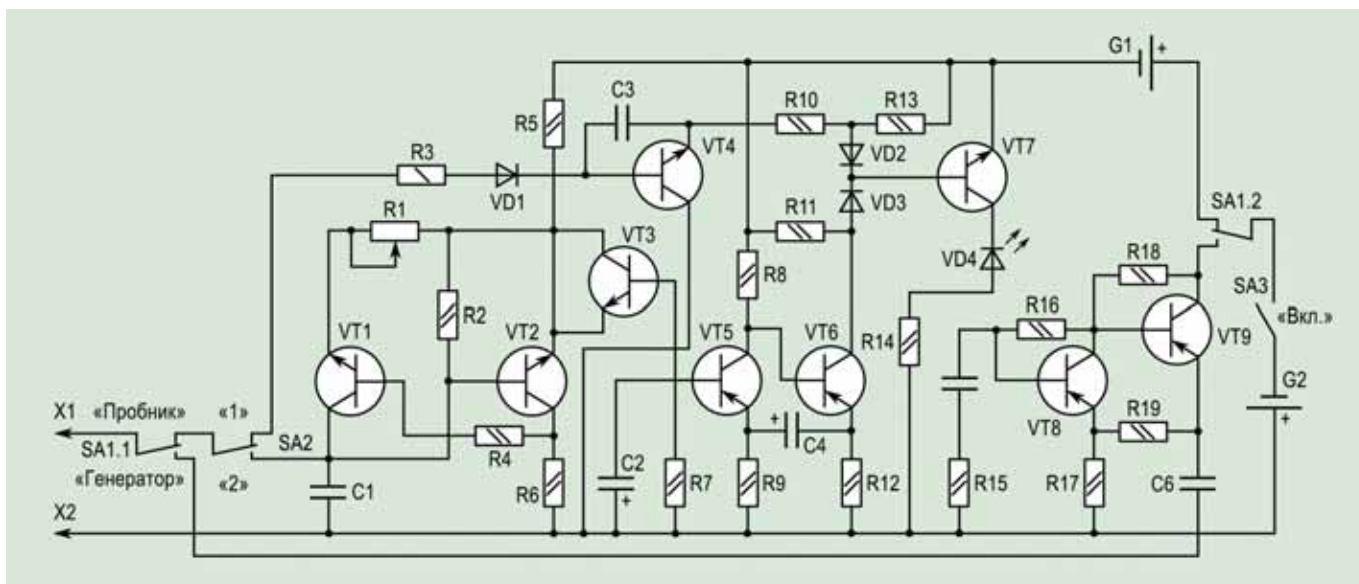 G1
+
C3
R10
R13
R5
VT4
VD2
VT7
R3
VD1
VD3
SA1.2
R1
R11
VT3
VD4
R18
R8
SA3
R16
«Вкл.»
R2
VT1
VT2
VT5
VT6
R14
VT9
X1
«Пробник»
«1»
G2
R19
+
SA1.1
SA2
+
C4
VT8
R4
«Генератор»
C2
C1
«2»
R6
R7
R9
R12
R15
R17
C6
+
X2